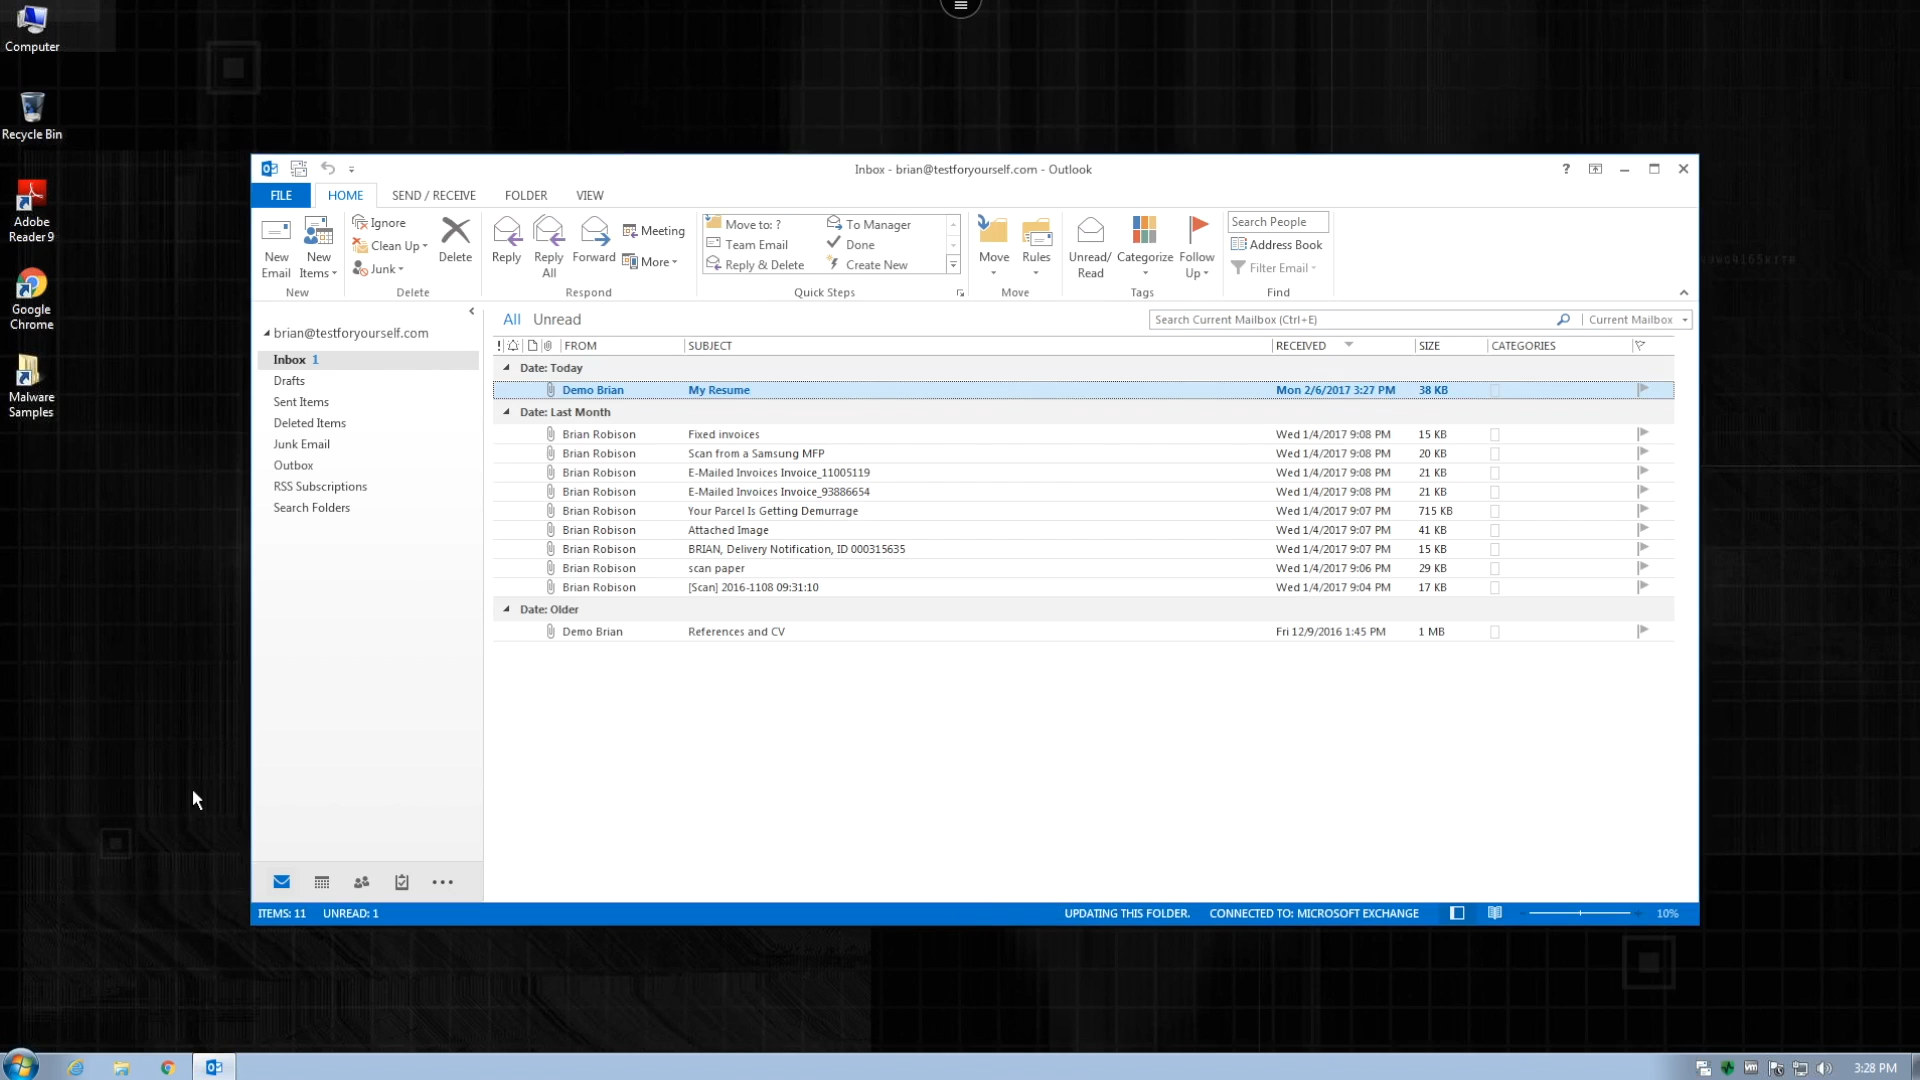 Computer
Recycle Bin
Adobe
Reader 9
Google
Chrome
Malware
Samples
Inbox - brian@testforyourself.com - Outlook
?
FILE
HOME
SEND / RECEIVE
FOLDER
VIEW
New
Email
New
Items
New
Ignore
Clean Up
Junk
Delete
Delete
Reply
Reply
All
Forward
Meeting
More
Respond
Move to: ?
Team Email
Reply & Delete
To Manager
Done
Create New
Quick Steps
Move
Rules
Move
Unread/
Read
Categorize
Follow
Up
Tags
Search People
Address Book
Filter Email
Find
brian@testforyourself.com
Inbox 1
Drafts
Sent Items
Deleted Items
Junk Email
Outbox
RSS Subscriptions
Search Folders
All Unread
Search Current Mailbox (Ctrl+E)
Current Mailbox
! FROM SUBJECT RECEIVED SIZE CATEGORIES
Date: Today
Demo Brian My Resume Mon 2/6/2017 3:27 PM 38 KB
Date: Last Month
Brian Robison Fixed invoices Wed 1/4/2017 9:08 PM 15 KB
Brian Robison Scan from a Samsung MFP Wed 1/4/2017 9:08 PM 20 KB
Brian Robison E-Mailed Invoices Invoice_11005119 Wed 1/4/2017 9:08 PM 21 KB
Brian Robison E-Mailed Invoices Invoice_93886654 Wed 1/4/2017 9:08 PM 21 KB
Brian Robison Your Parcel Is Getting Demurrage Wed 1/4/2017 9:07 PM 715 KB
Brian Robison Attached Image Wed 1/4/2017 9:07 PM 41 KB
Brian Robison BRIAN, Delivery Notification, ID 000315635 Wed 1/4/2017 9:07 PM 15 KB
Brian Robison scan paper Wed 1/4/2017 9:06 PM 29 KB
Brian Robison [Scan] 2016-1108 09:31:10 Wed 1/4/2017 9:04 PM 17 KB
Date: Older
Demo Brian References and CV Fri 12/9/2016 1:45 PM 1 MB
ITEMS: 11 UNREAD: 1
UPDATING THIS FOLDER. CONNECTED TO: MICROSOFT EXCHANGE
10%
3:28 PM